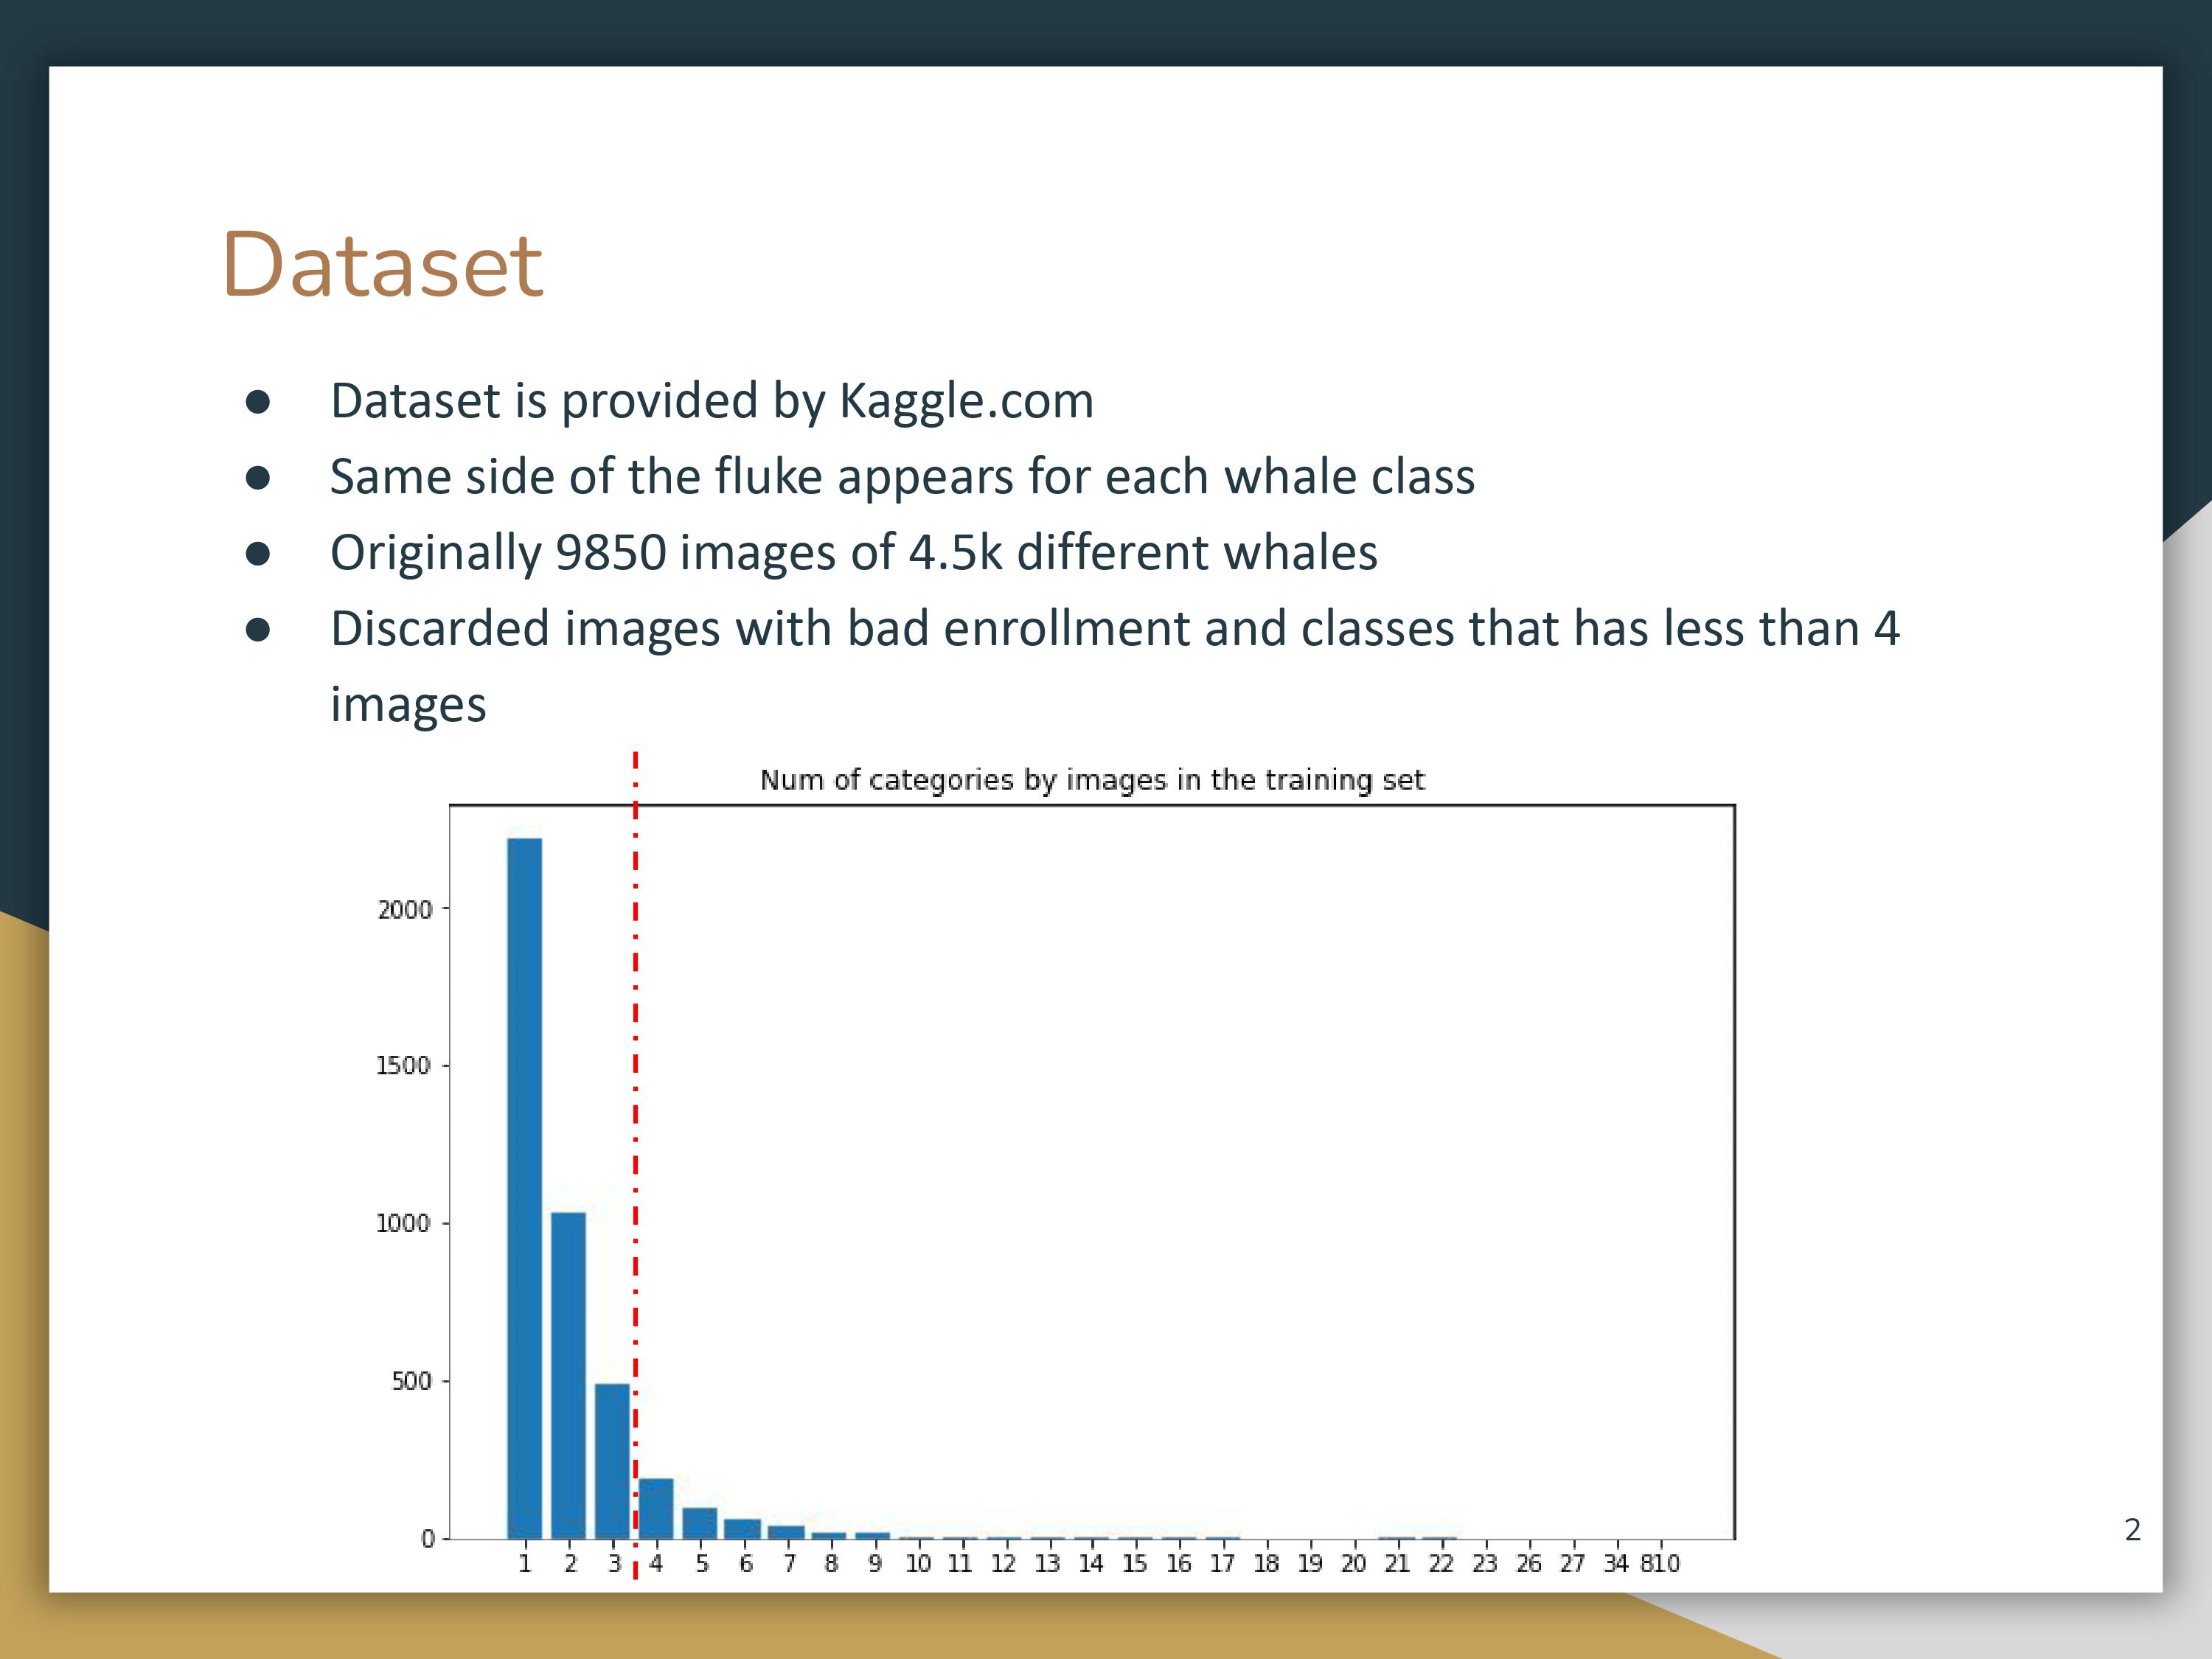 Dataset
● Dataset is provided by Kaggle.com
● Same side of the fluke appears for each whale class
● Originally 9850 images of 4.5k different whales
● Discarded images with bad enrollment and classes that has less than 4
images
Num of categories by images in the training set
2000
1500
1000
500
0
1 2 3 4 5 6 7 8 9 10 11 12 13 14 15 16 17 18 19 20 21 22 23 26 27 34 810
2